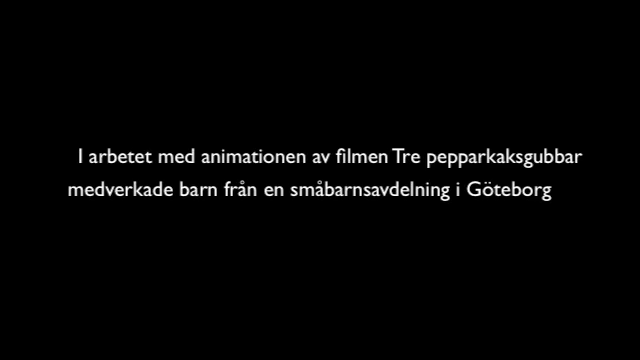 I arbetet med animationen av filmen Tre pepparkaksgubbar
medverkade barn från en småbarnsavdelning i Göteborg